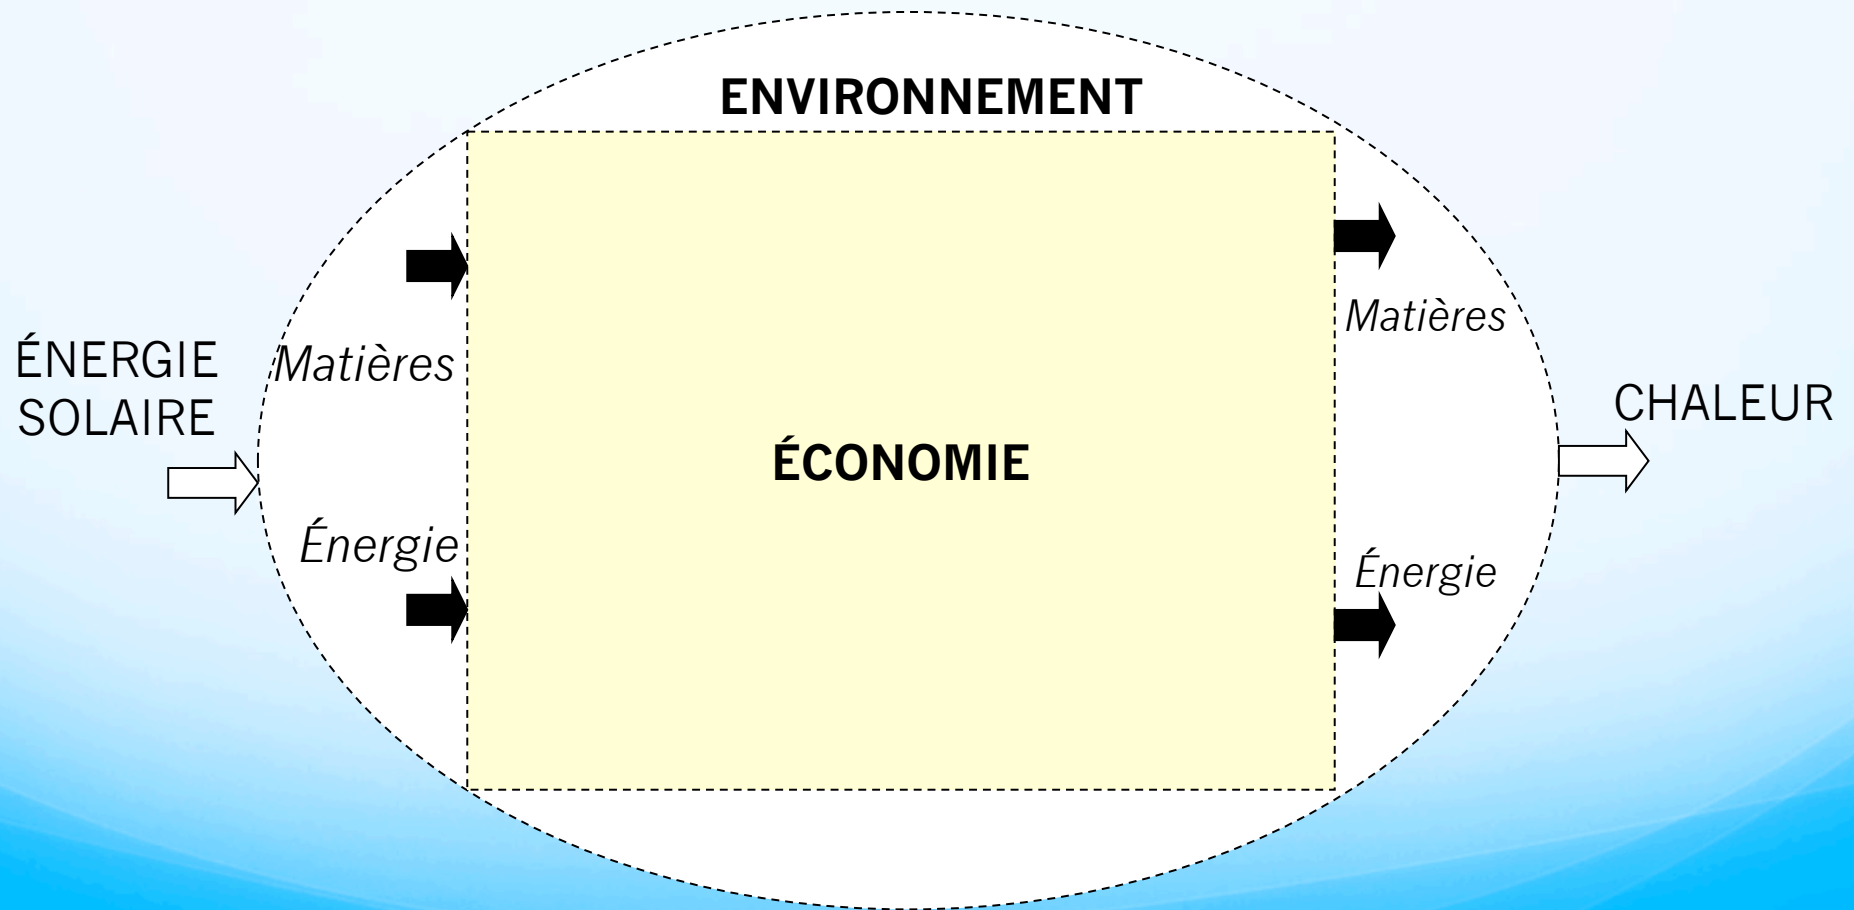 ENVIRONNEMENT
ÉNERGIE
SOLAIRE
Matières
Énergie
ÉCONOMIE
Matières
Énergie
CHALEUR